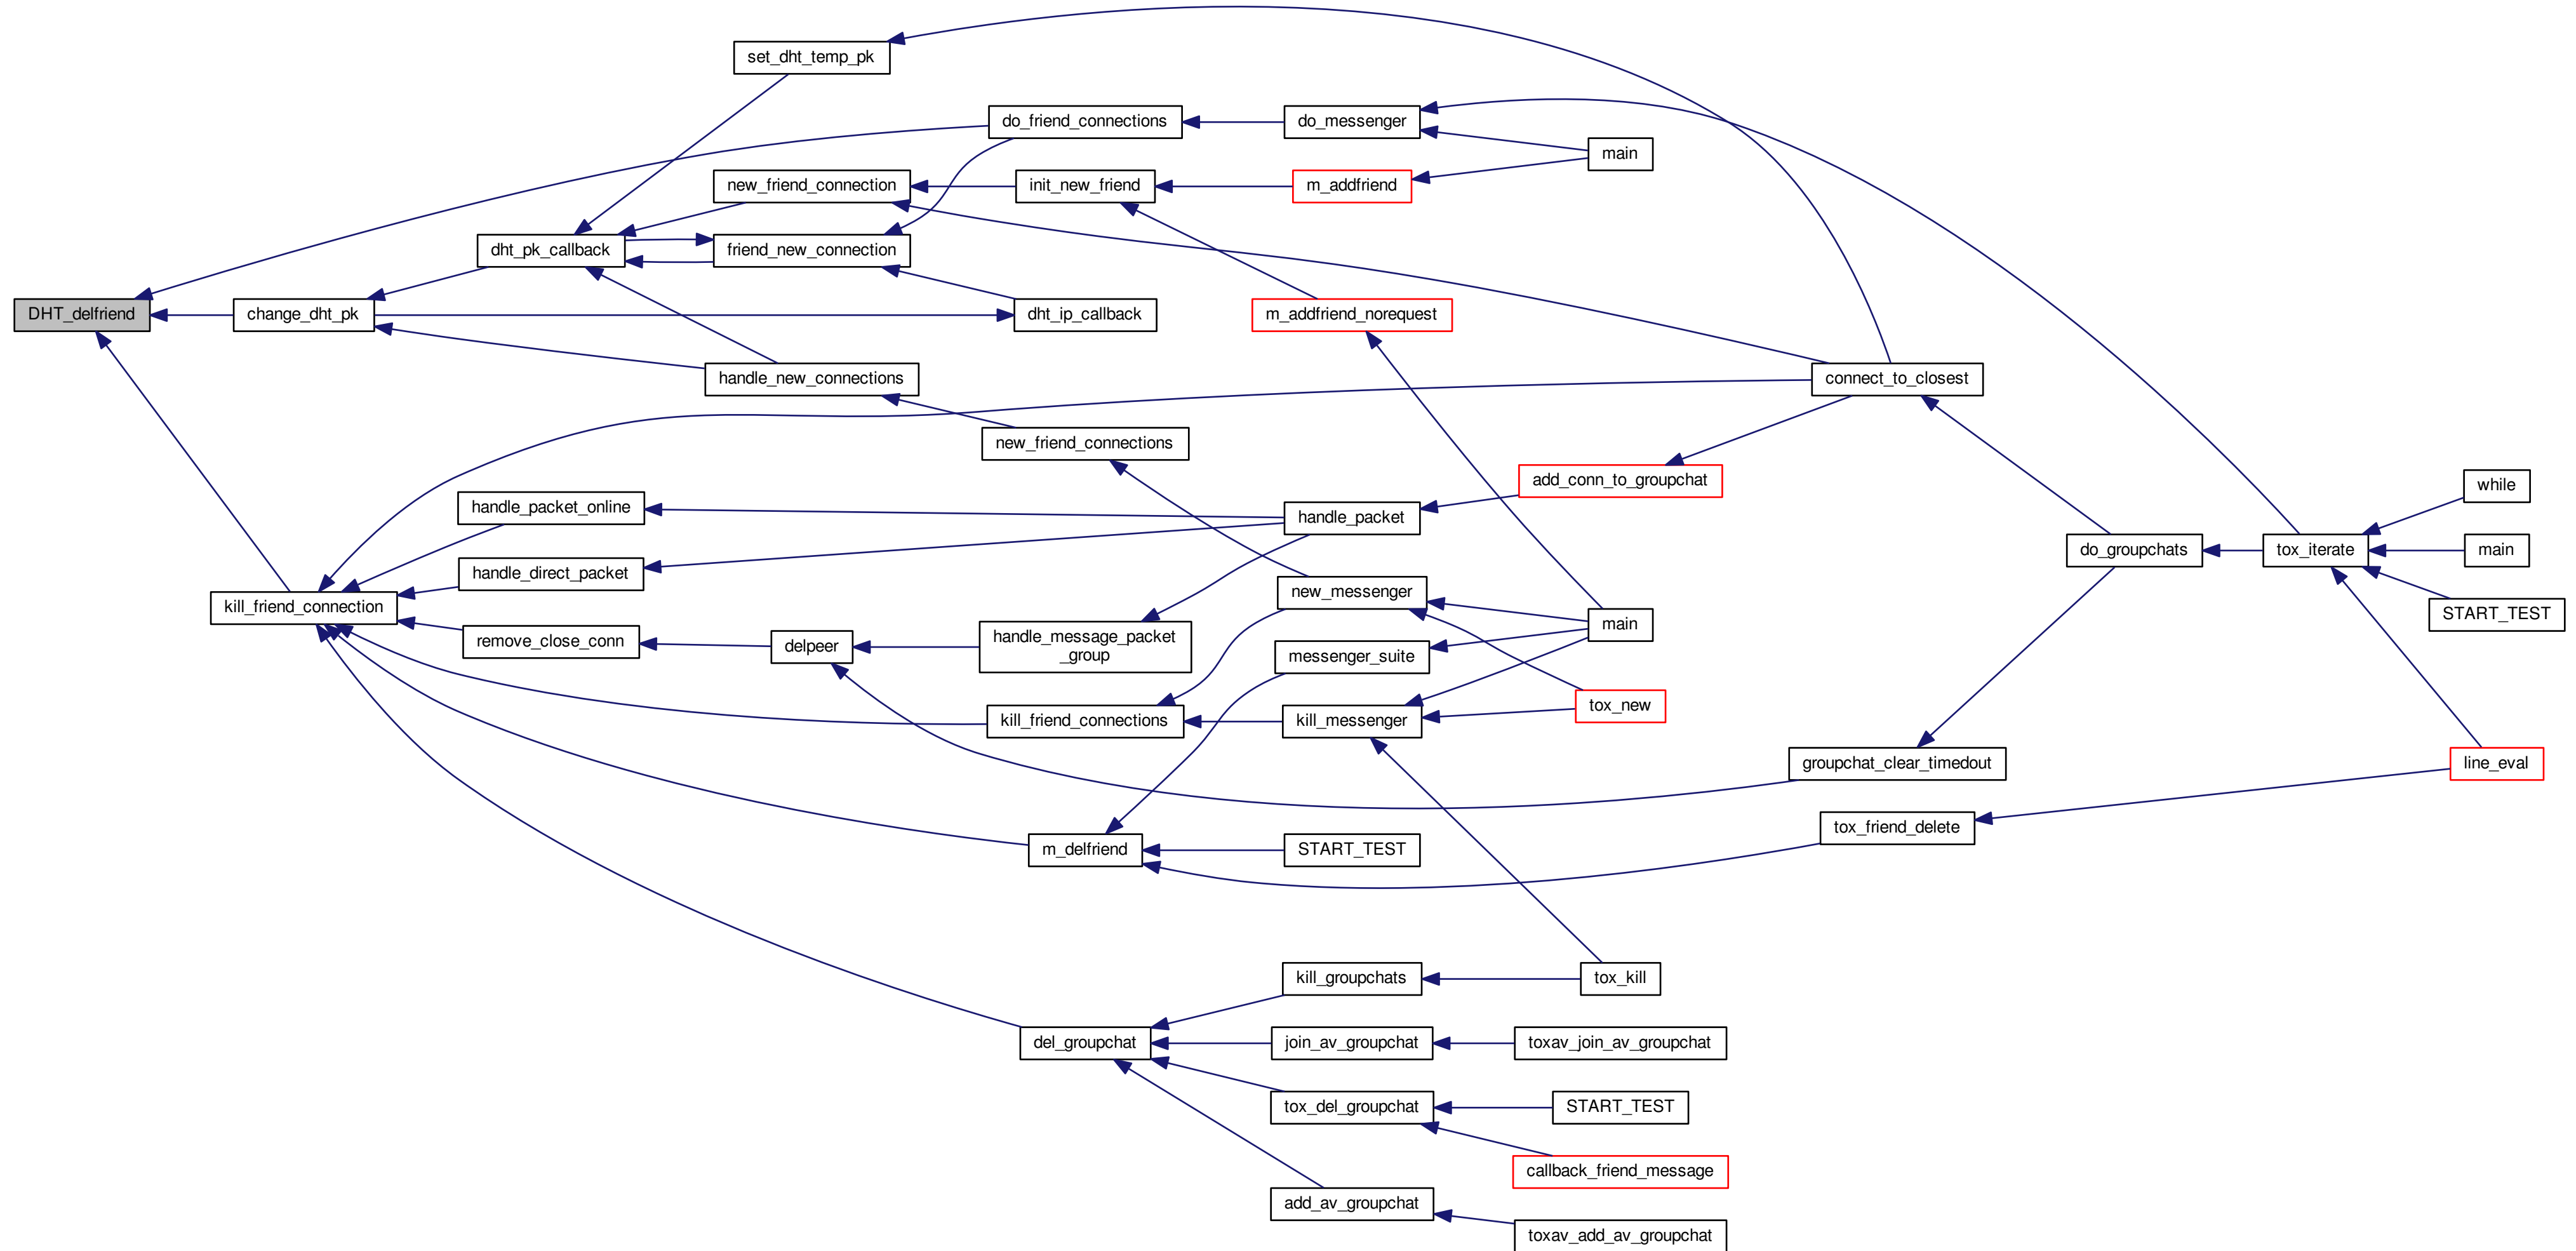 set_dht_temp_pk
do_friend_connections
do_messenger
main
new_friend_connection
init_new_friend
m_addfriend
dht_pk_callback
friend_new_connection
DHT_delfriend
change_dht_pk
dht_ip_callback
m_addfriend_norequest
handle_new_connections
connect_to_closest
new_friend_connections
add_conn_to_groupchat
while
handle_packet_online
handle_packet
do_groupchats
tox_iterate
main
handle_direct_packet
new_messenger
kill_friend_connection
START_TEST
main
remove_close_conn
delpeer
handle_message_packet
_group
messenger_suite
tox_new
kill_friend_connections
kill_messenger
groupchat_clear_timedout
line_eval
tox_friend_delete
m_delfriend
START_TEST
kill_groupchats
tox_kill
del_groupchat
join_av_groupchat
toxav_join_av_groupchat
tox_del_groupchat
START_TEST
callback_friend_message
add_av_groupchat
toxav_add_av_groupchat